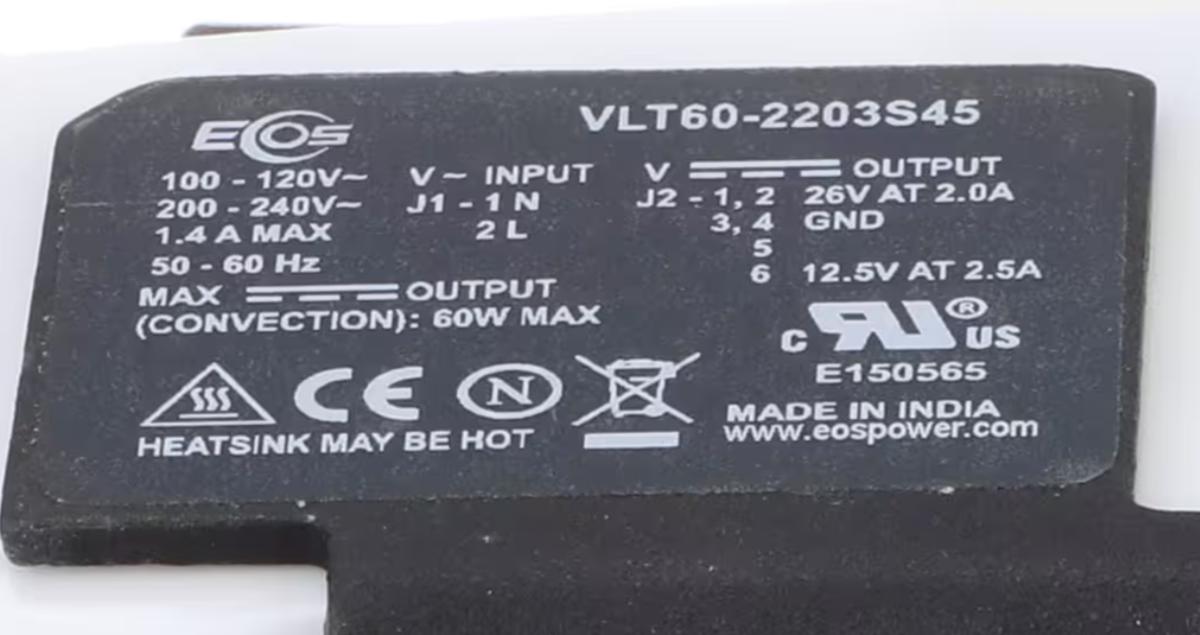 EOS
VLT60-2203S45
100 - 120V~
200 - 240V~
1.4 A MAX
50 - 60 Hz
V~ INPUT
J1 - 1 N
2 L
V OUTPUT
J2 - 1, 2 26V AT 2.0A
3, 4 GND
5
6 12.5V AT 2.5A
MAX OUTPUT
(CONVECTION): 60W MAX
C RU® US
E150565
CE N
HEATSINK MAY BE HOT
MADE IN INDIA
www.eospower.com